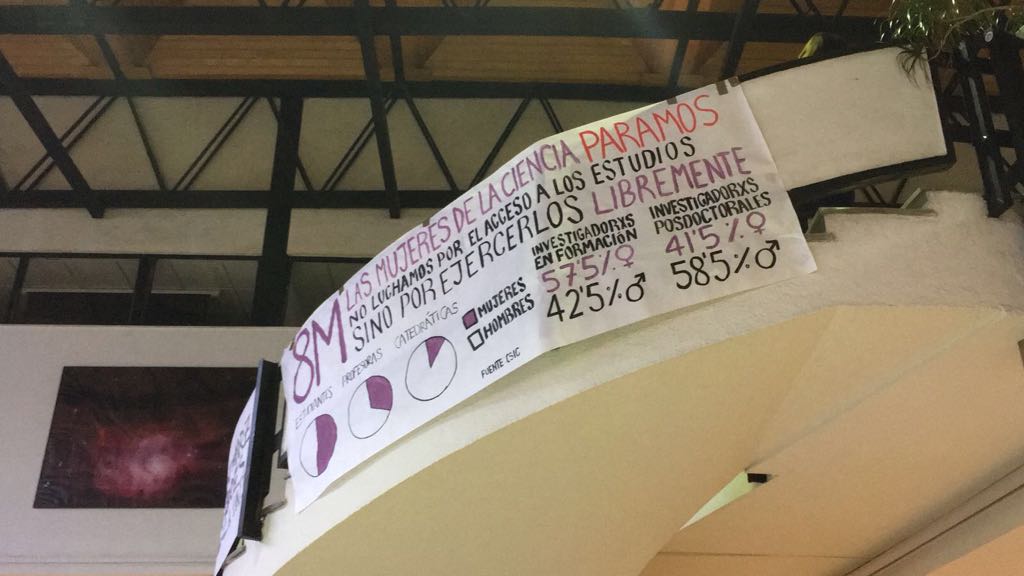 8M
LAS MUJERES DE LA CIENCIA PARAMOS
NO LUCHAMOS POR EL ACCESO A LOS ESTUDIOS
SINO POR EJERCERLOS LIBREMENTE
ESTUDIANTES PROFESORAS CATEDRÁTICAS
MUJERES
HOMBRES
FUENTE CSIC
INVESTIGADORXS
EN FORMACIÓN
57'5%♀
42'5%♂
INVESTIGADORXS
POSDOCTORALES
41'5%♀
58'5%♂